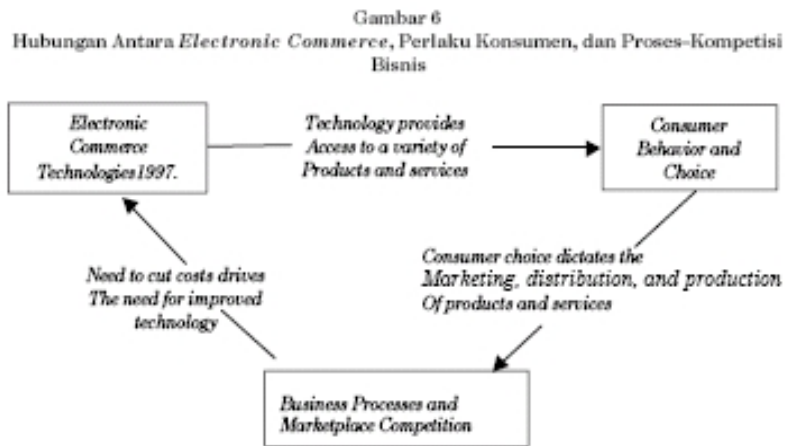 Gambar 6
Hubungan Antara Electronic Commerce, Perlaku Konsumen, dan Proses-Kompetisi
Bisnis
Electronic
Commerce
Technologies1997.
Technology provides
Access to a variety of
Products and services
Consumer
Behavior and
Choice
Consumer choice dictates the
Marketing, distribution, and production
Of products and services
Need to cut costs drives
The need for improved
technology
Business Processes and
Marketplace Competition